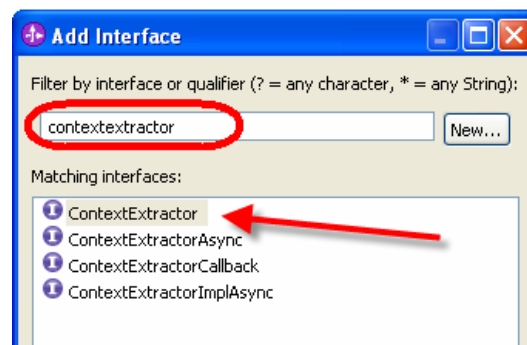 Add Interface
Filter by interface or qualifier (? = any character, * = any String):
contextextractor
New...
Matching interfaces:
ContextExtractor
ContextExtractorAsync
ContextExtractorCallback
ContextExtractorImplAsync